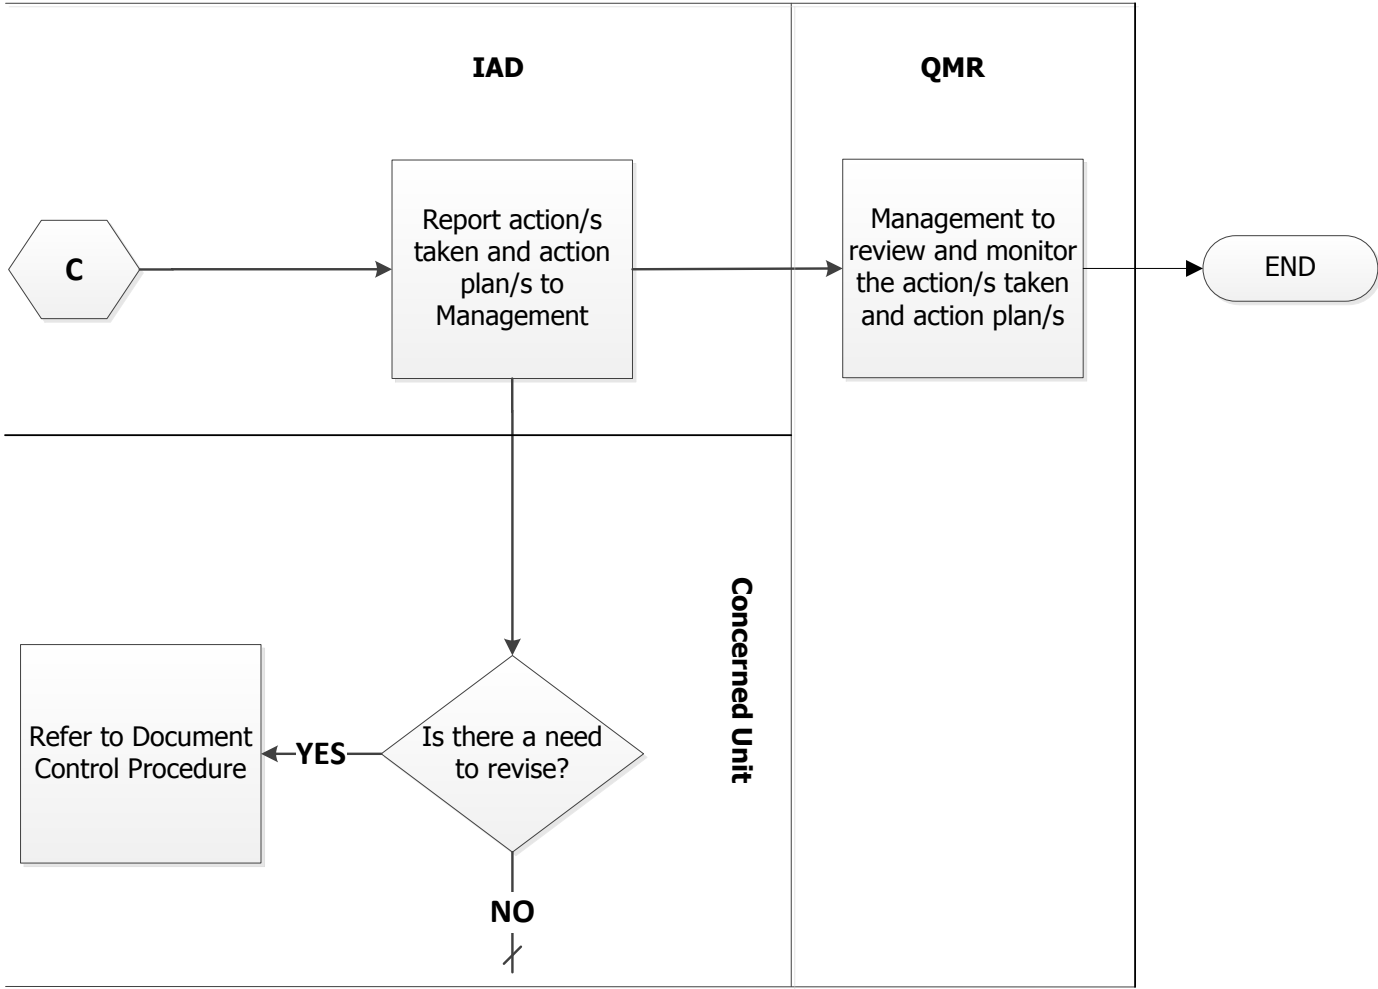 IAD
QMR
C
Report action/s
taken and action
plan/s to
Management
Management to
review and monitor
the action/s taken
and action plan/s
END
Concerned Unit
Refer to Document
Control Procedure
YES
Is there a need
to revise?
NO